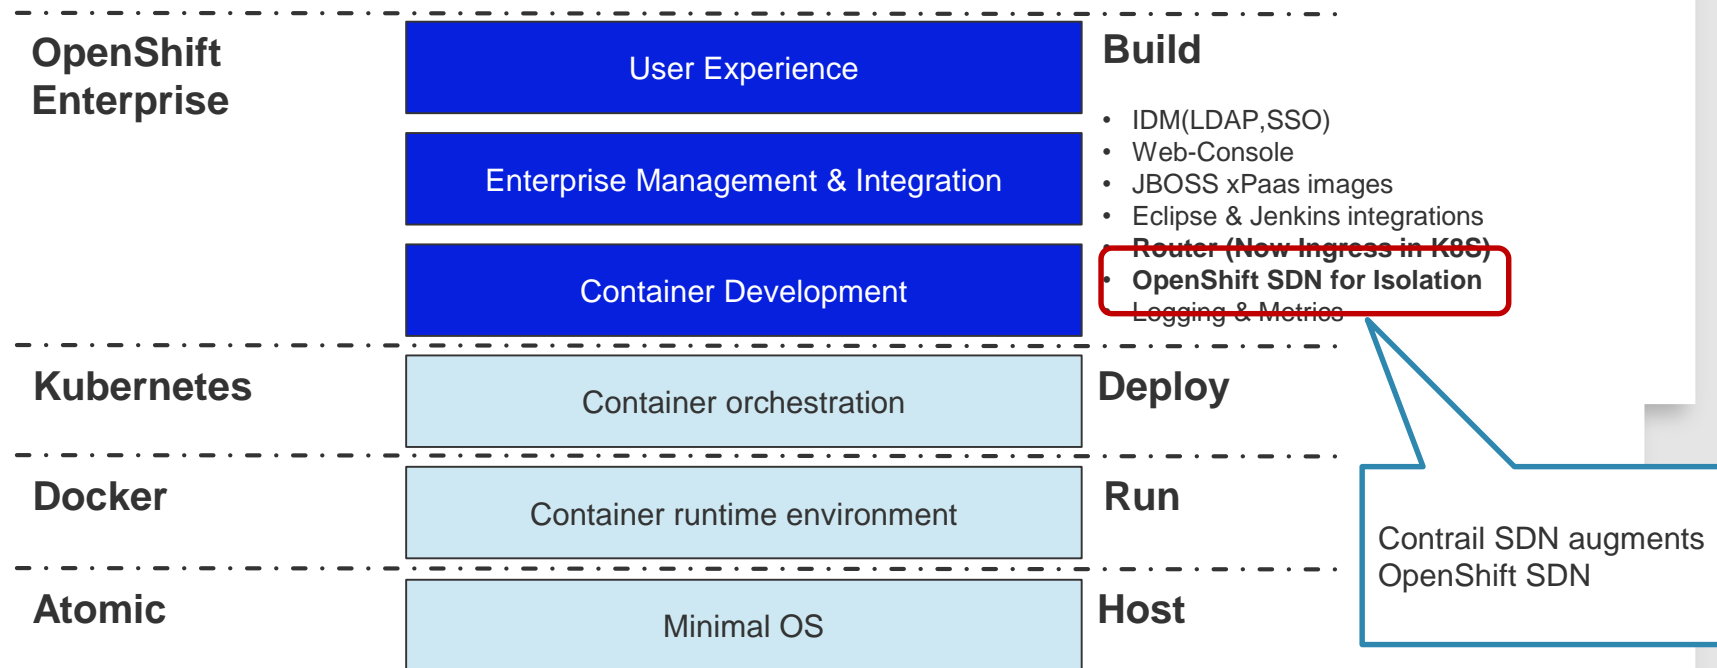 OpenShift
Enterprise
User Experience
Enterprise Management & Integration
Container Development
Build
• IDM(LDAP,SSO)
• Web-Console
• JBOSS xPaas images
• Eclipse & Jenkins integrations
• Router (Now Ingress in K8S)
• OpenShift SDN for Isolation
• Logging & Metrics
Kubernetes
Container orchestration
Deploy
Docker
Container runtime environment
Run
Contrail SDN augments
OpenShift SDN
Atomic
Minimal OS
Host